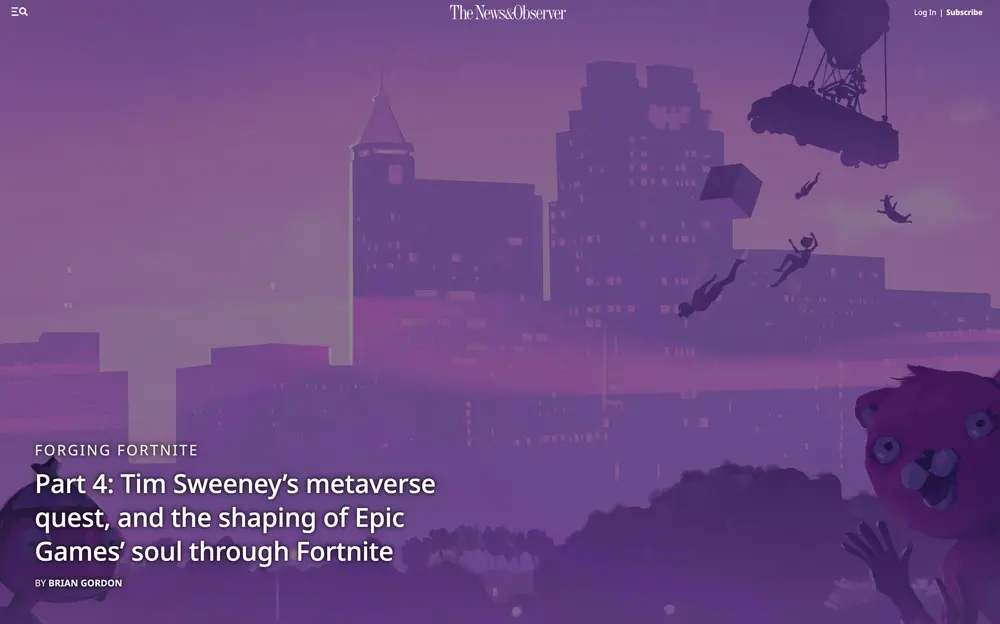 The News&Observer
Log In | Subscribe
FORGING FORTNITE
Part 4: Tim Sweeney’s metaverse
quest, and the shaping of Epic
Games’ soul through Fortnite
BY BRIAN GORDON